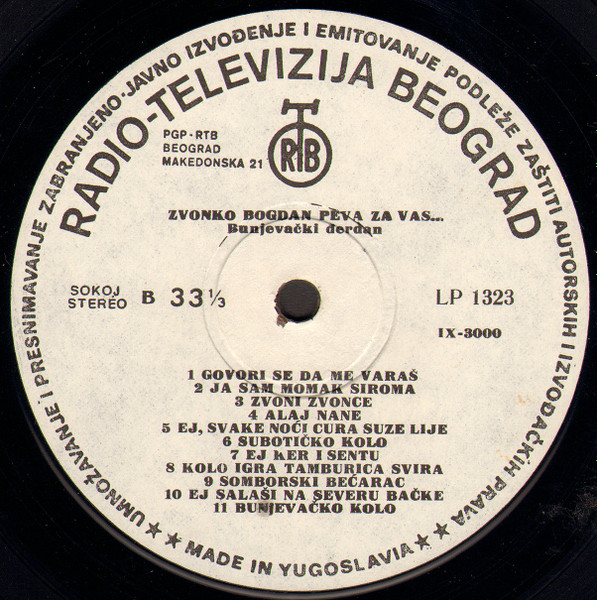 UMNOŽAVANJE I PRESNIMAVANJE ZABRANJENO-JAVNO IZVOĐENJE I EMITOVANJE PODLEŽE ZAŠTITI AUTORSKIH I IZVOĐAČKIH PRAVA
RADIO-TELEVIZIJA BEOGRAD
PGP-RTB
BEOGRAD
MAKEDONSKA 21
RTB
ZVONKO BOGDAN PEVA ZA VAS...
Bunjevački đerdan
SOKOJ
STEREO
B 33 1/3
LP 1323
IX-3000
1 GOVORI SE DA ME VARAŠ
2 JA SAM MOMAK SIROMA
3 ZVONI ZVONCE
4 ALAJ NANE
5 EJ, SVAKE NOĆI CURA SUZE LIJE
6 SUBOTIČKO KOLO
7 EJ KER I SENTU
8 KOLO IGRA TAMBURICA SVIRA
9 SOMBORSKI BEĆARAC
10 EJ SALAŠI NA SEVERU BAČKE
11 BUNJEVAČKO KOLO
★★ MADE IN YUGOSLAVIA ★★